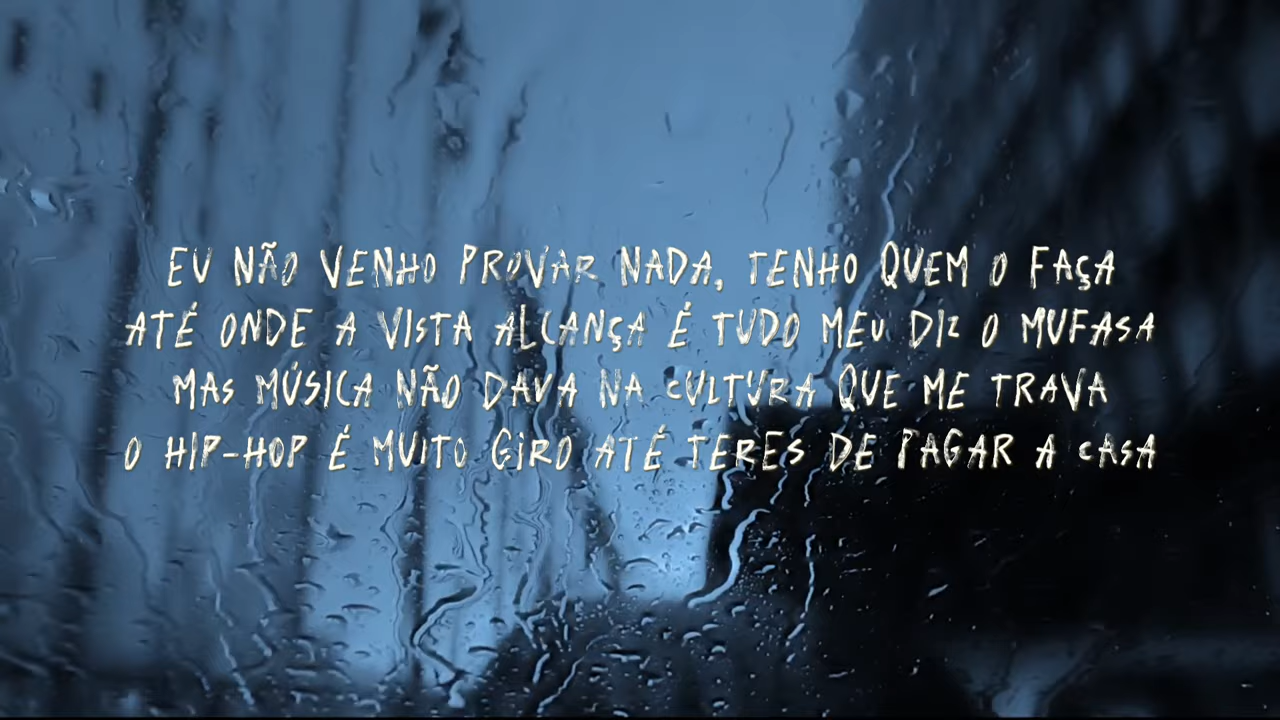 EU NÃO VENHO PROVAR NADA, TENHO QUEM O FAÇA
ATÉ ONDE A VISTA ALCANÇA É TUDO MEU DIZ O MUFASA
MAS MÚSICA NÃO DAVA NA CULTURA QUE ME TRAVA
O HIP-HOP É MUITO GIRO ATÉ TERES DE PAGAR A CASA